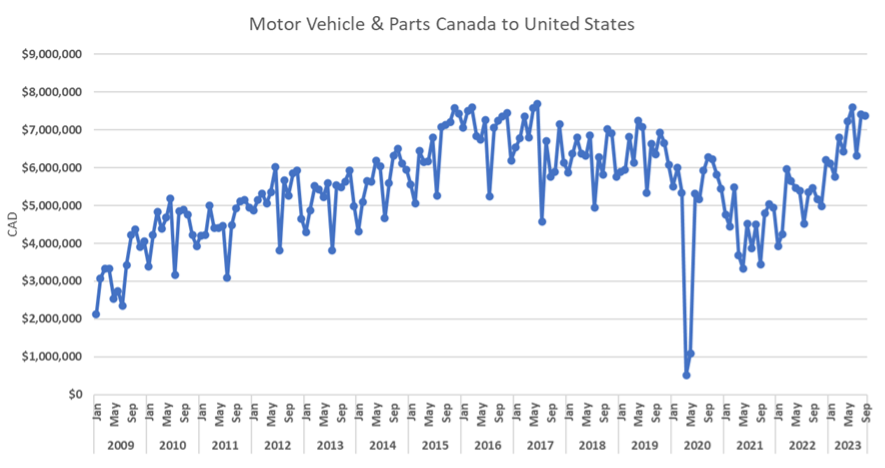 Motor Vehicle & Parts Canada to United States
$9,000,000
$8,000,000
$7,000,000
$6,000,000
$5,000,000
$4,000,000
$3,000,000
$2,000,000
$1,000,000
$0
CAD
Jan May Sep Jan May Sep Jan May Sep Jan May Sep Jan May Sep Jan May Sep Jan May Sep Jan May Sep Jan May Sep Jan May Sep Jan May Sep Jan May Sep Jan May Sep Jan May Sep Jan May Sep
2009 2010 2011 2012 2013 2014 2015 2016 2017 2018 2019 2020 2021 2022 2023